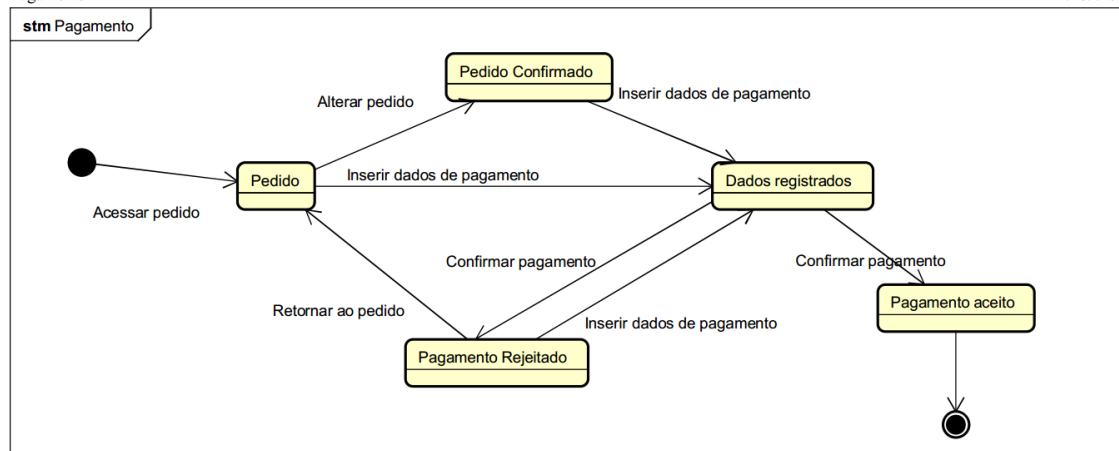 stm Pagamento
Pedido Confirmado
Alterar pedido
Inserir dados de pagamento
Pedido
Inserir dados de pagamento
Dados registrados
Acessar pedido
Confirmar pagamento
Confirmar pagamento
Retornar ao pedido
Inserir dados de pagamento
Pagamento aceito
Pagamento Rejeitado